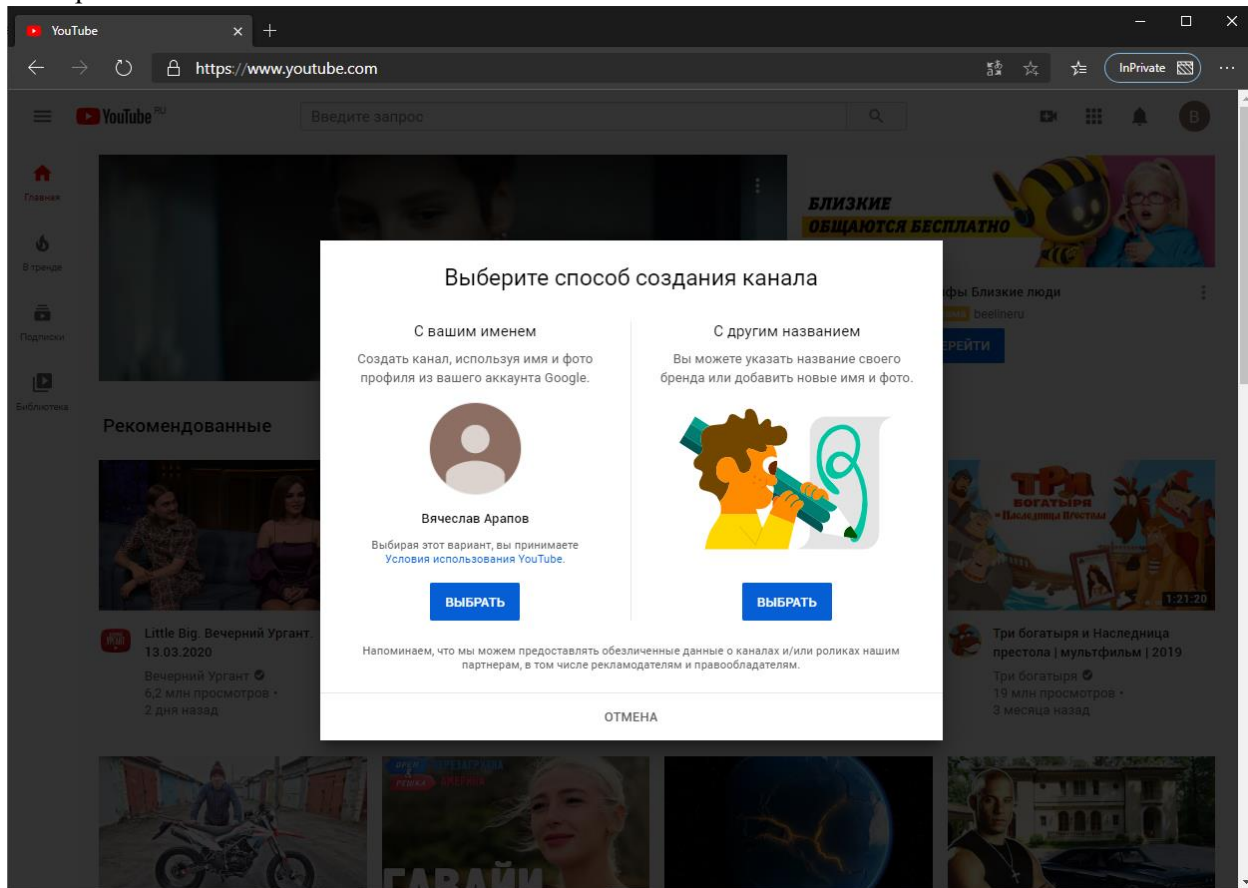 YouTube
https://www.youtube.com
InPrivate
YouTube RU
Введите запрос
B
Главная
В тренде
Подписки
Библиотека
БЛИЗКИЕ
ОБЩАЮТСЯ БЕСПЛАТНО
Близкие люди
beelineru
Выберите способ создания канала
С вашим именем
Создать канал, используя имя и фото
профиля из вашего аккаунта Google.
Вячеслав Арапов
Выбирая этот вариант, вы принимаете
Условия использования YouTube.
ВЫБРАТЬ
С другим названием
Вы можете указать название своего
бренда или добавить новые имя и фото.
ВЫБРАТЬ
Напоминаем, что мы можем предоставлять обезличенные данные о каналах и/или роликах нашим
партнерам, в том числе рекламодателям и правообладателям.
ОТМЕНА
Рекомендованные
Little Big. Вечерний Ургант.
13.03.2020
Вечерний Ургант
6,2 млн просмотров •
2 дня назад
ТРИ
БОГАТЫРЯ
и Наследница Престола
1:21:20
Три богатыря и Наследница
престола | мультфильм | 2019
Три богатыря
19 млн просмотров •
3 месяца назад
ПЕРЕЗАГРУЗКА
АМЕРИКА
ГАВАЙИ